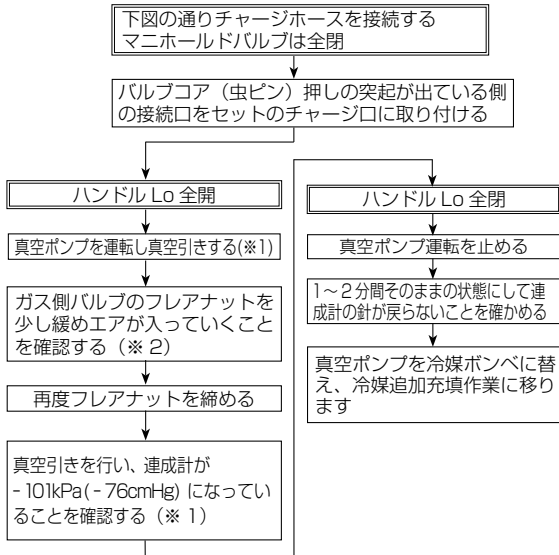 下図の通りチャージホースを接続する
マニホールドバルブは全閉
バルブコア（虫ピン）押しの突起が出ている側
の接続口をセットのチャージ口に取り付ける
ハンドル Lo 全開
真空ポンプを運転し真空引きする(※1)
ガス側バルブのフレアナットを
少し緩めエアが入っていくこと
を確認する（※ 2）
再度フレアナットを締める
真空引きを行い、連成計が
- 101kPa( - 76cmHg) になってい
ることを確認する（※ 1）
ハンドル Lo 全閉
真空ポンプ運転を止める
1～2分間そのままの状態にして連
成計の針が戻らないことを確かめる
真空ポンプを冷媒ボンベに替
え、冷媒追加充填作業に移り
ます